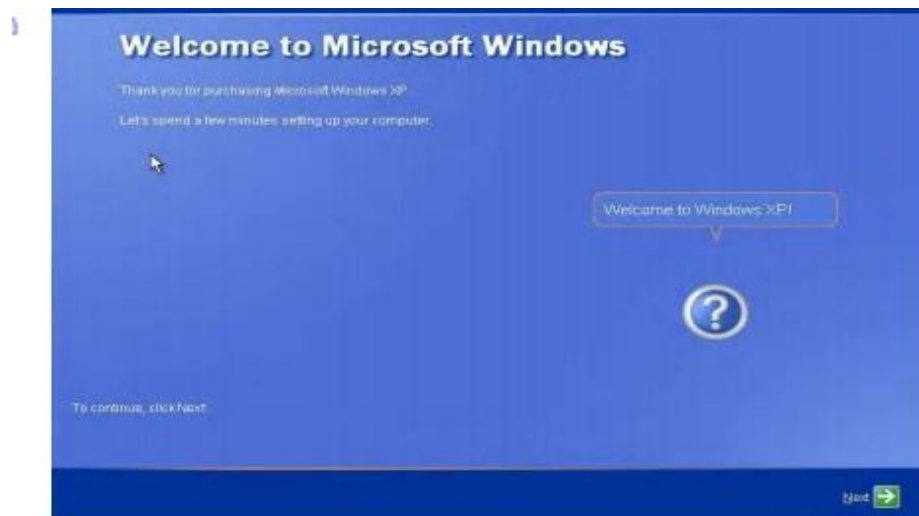 Welcome to Microsoft Windows
Thank you for purchasing Microsoft Windows XP
Let's spend a few minutes setting up your computer.
Welcome to Windows XP!
?
To continue, click Next
Next